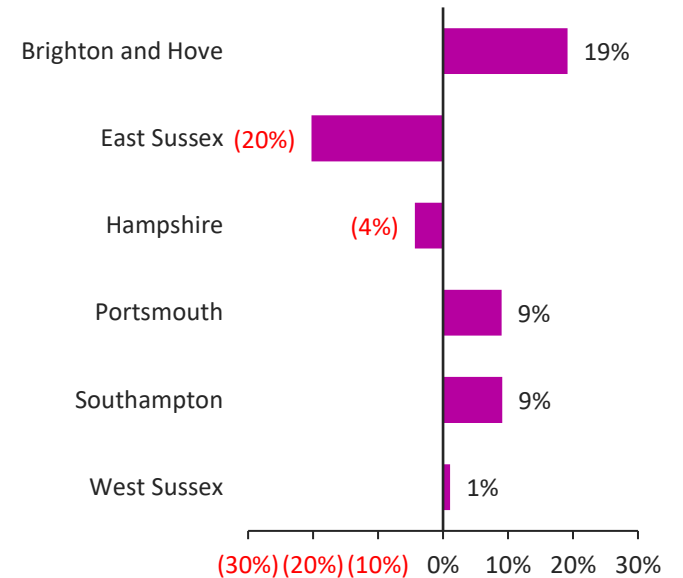 Brighton and Hove 19%
East Sussex (20%)
Hampshire (4%)
Portsmouth 9%
Southampton 9%
West Sussex 1%
(30%) (20%) (10%) 0% 10% 20% 30%